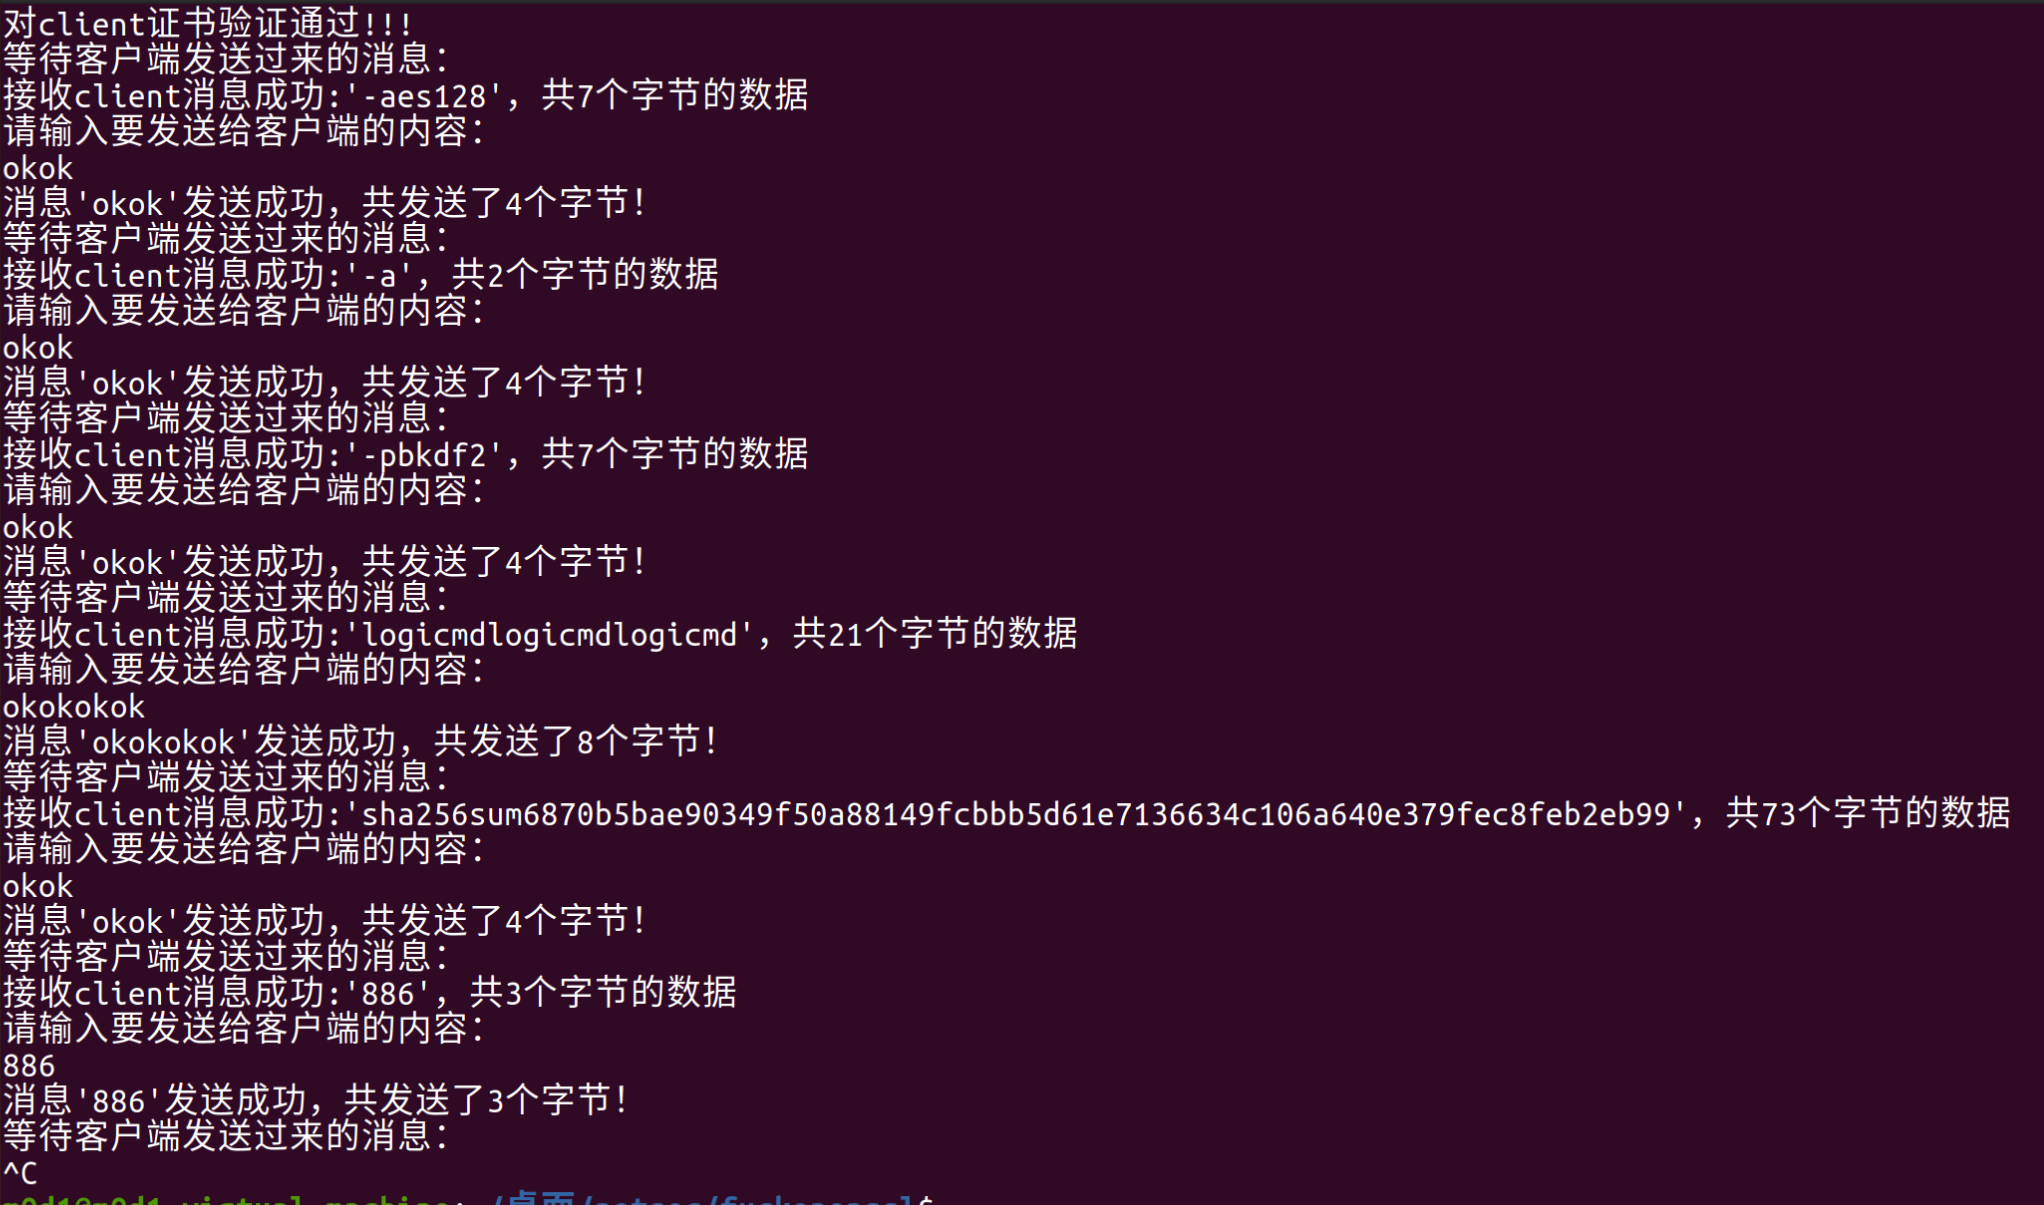 对client证书验证通过!!!
等待客户端发送过来的消息：
接收client消息成功:'-aes128'，共7个字节的数据
请输入要发送给客户端的内容：
okok
消息'okok'发送成功，共发送了4个字节！
等待客户端发送过来的消息：
接收client消息成功:'-a'，共2个字节的数据
请输入要发送给客户端的内容：
okok
消息'okok'发送成功，共发送了4个字节！
等待客户端发送过来的消息：
接收client消息成功:'-pbkdf2'，共7个字节的数据
请输入要发送给客户端的内容：
okok
消息'okok'发送成功，共发送了4个字节！
等待客户端发送过来的消息：
接收client消息成功:'logicmdlogicmdlogicmd'，共21个字节的数据
请输入要发送给客户端的内容：
okokokok
消息'okokokok'发送成功，共发送了8个字节！
等待客户端发送过来的消息：
接收client消息成功:'sha256sum6870b5bae90349f50a88149fcbbb5d61e7136634c106a640e379fec8feb2eb99'，共73个字节的数据
请输入要发送给客户端的内容：
okok
消息'okok'发送成功，共发送了4个字节！
等待客户端发送过来的消息：
接收client消息成功:'886'，共3个字节的数据
请输入要发送给客户端的内容：
886
消息'886'发送成功，共发送了3个字节！
等待客户端发送过来的消息：
^C